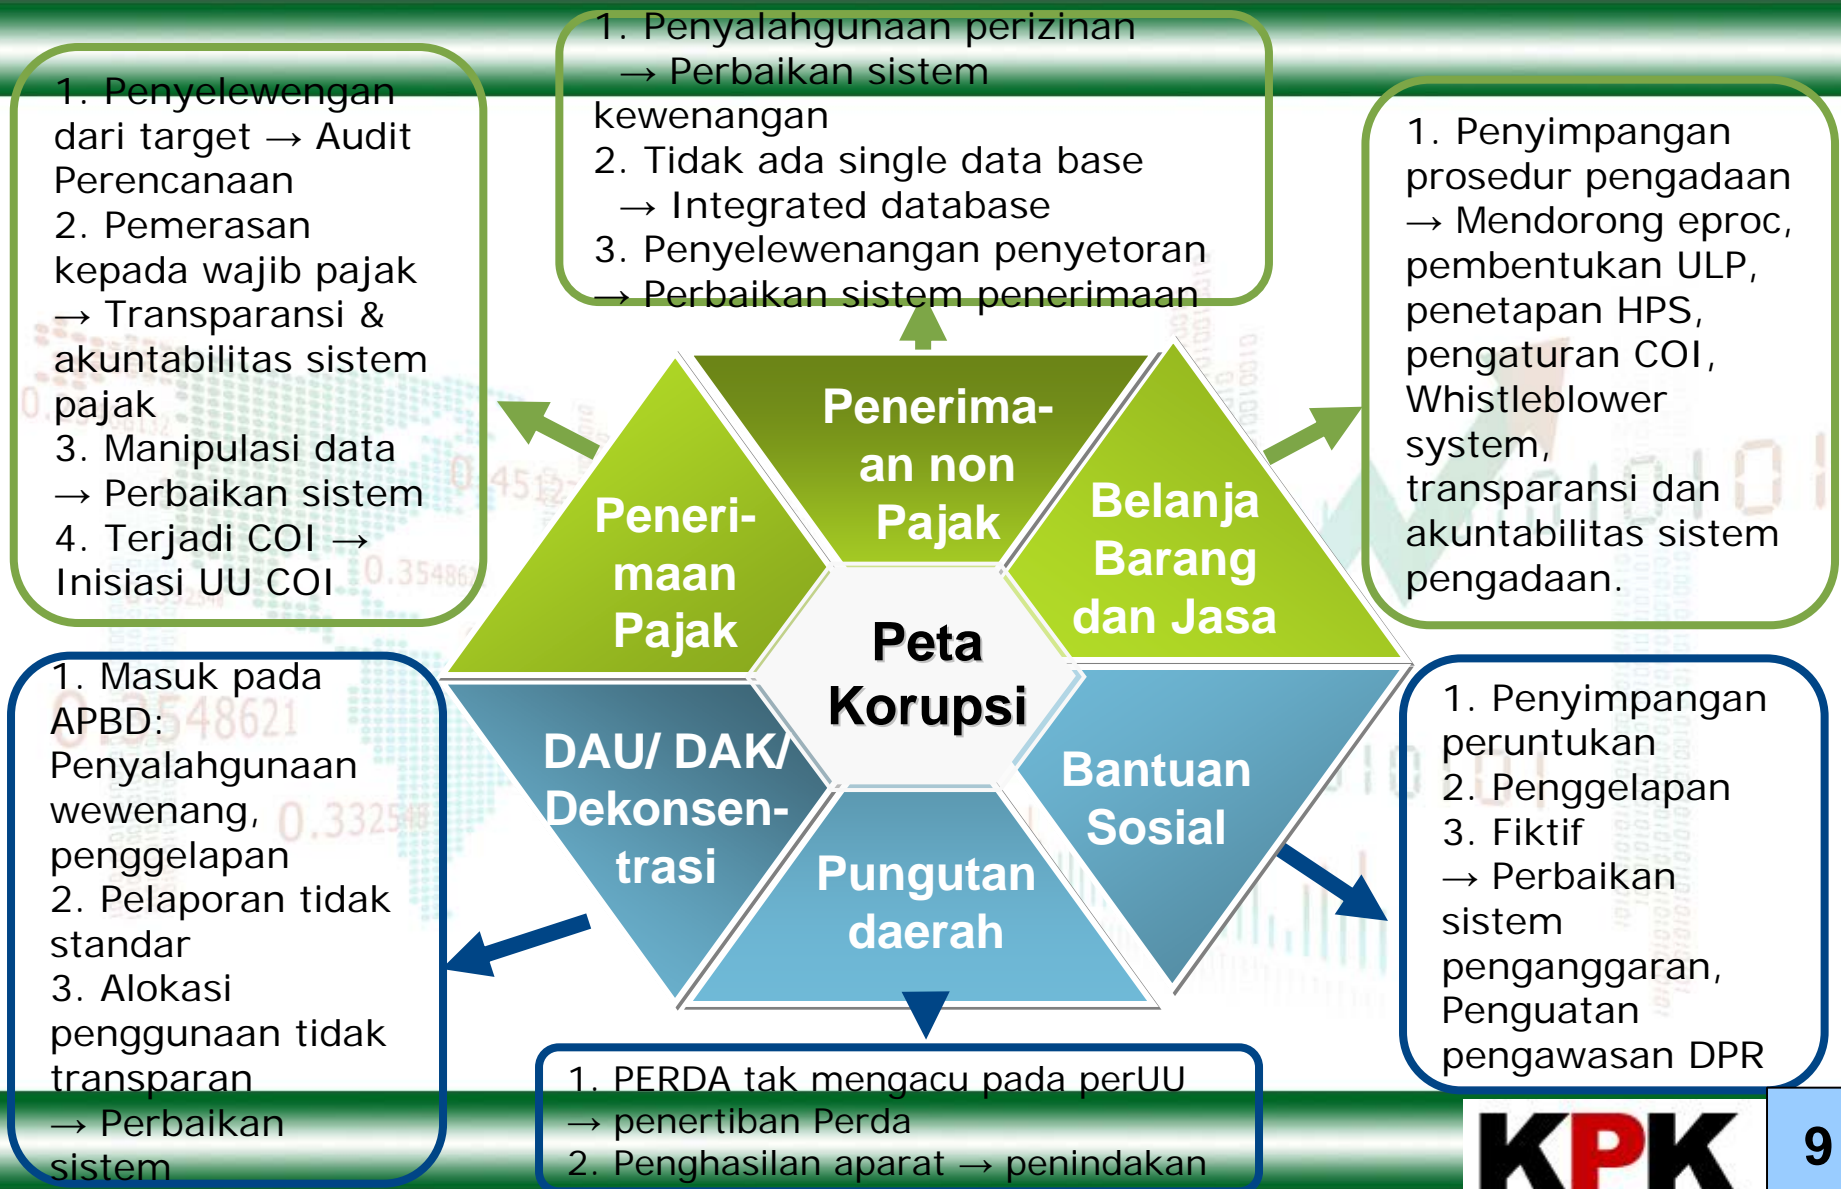 1. Penyelewengan
dari target → Audit
Perencanaan
2. Pemerasan
kepada wajib pajak
→ Transparansi &
akuntabilitas sistem
pajak
3. Manipulasi data
→ Perbaikan sistem
4. Terjadi COI →
Inisiasi UU COI
1. Penyalahgunaan perizinan
→ Perbaikan sistem
kewenangan
2. Tidak ada single data base
→ Integrated database
3. Penyelewenangan penyetoran
→ Perbaikan sistem penerimaan
1. Penyimpangan
prosedur pengadaan
→ Mendorong eproc,
pembentukan ULP,
penetapan HPS,
pengaturan COI,
Whistleblower
system,
transparansi dan
akuntabilitas sistem
pengadaan.
Peneri-
maan
Pajak
Penerima-
an non
Pajak
Belanja
Barang
dan Jasa
Peta
Korupsi
DAU/ DAK/
Dekonsen-
trasi
Pungutan
daerah
Bantuan
Sosial
1. Masuk pada
APBD:
Penyalahgunaan
wewenang,
penggelapan
2. Pelaporan tidak
standar
3. Alokasi
penggunaan tidak
transparan
→ Perbaikan
sistem
1. PERDA tak mengacu pada perUU
→ penertiban Perda
2. Penghasilan aparat → penindakan
1. Penyimpangan
peruntukan
2. Penggelapan
3. Fiktif
→ Perbaikan
sistem
penganggaran,
Penguatan
pengawasan DPR
KPK
9
0.3548621
0.332548